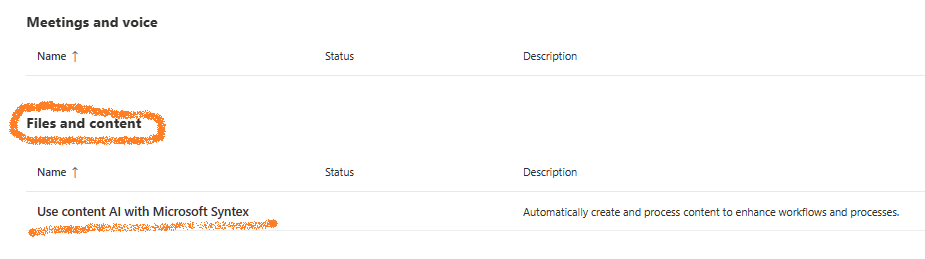 Meetings and voice
Name ↑ Status Description
Files and content
Name ↑ Status Description
Use content AI with Microsoft Syntex Automatically create and process content to enhance workflows and processes.